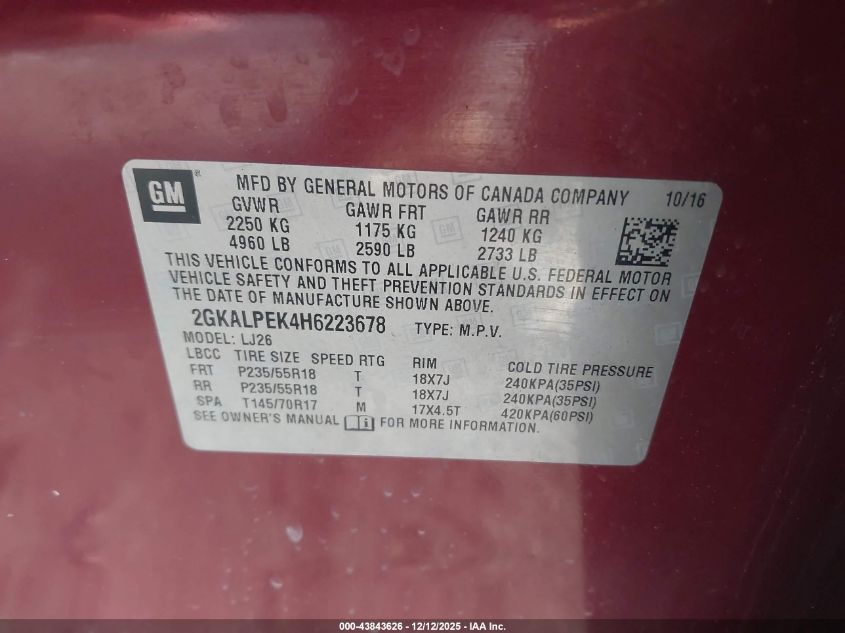 GM ® MFD BY GENERAL MOTORS OF CANADA COMPANY 10/16
GVWR GAWR FRT GAWR RR
2250 KG 1175 KG 1240 KG
4960 LB 2590 LB 2733 LB
THIS VEHICLE CONFORMS TO ALL APPLICABLE U.S. FEDERAL MOTOR
VEHICLE SAFETY AND THEFT PREVENTION STANDARDS IN EFFECT ON
THE DATE OF MANUFACTURE SHOWN ABOVE.
2GKALPEK4H6223678 TYPE: M.P.V.
MODEL: LJ26
LBCC TIRE SIZE SPEED RTG RIM COLD TIRE PRESSURE
FRT P235/55R18 T 18X7J 240KPA(35PSI)
RR P235/55R18 T 18X7J 240KPA(35PSI)
SPA T145/70R17 M 17X4.5T 420KPA(60PSI)
SEE OWNER'S MANUAL i FOR MORE INFORMATION.
000-43843626 - 12/12/2025 - IAA Inc.